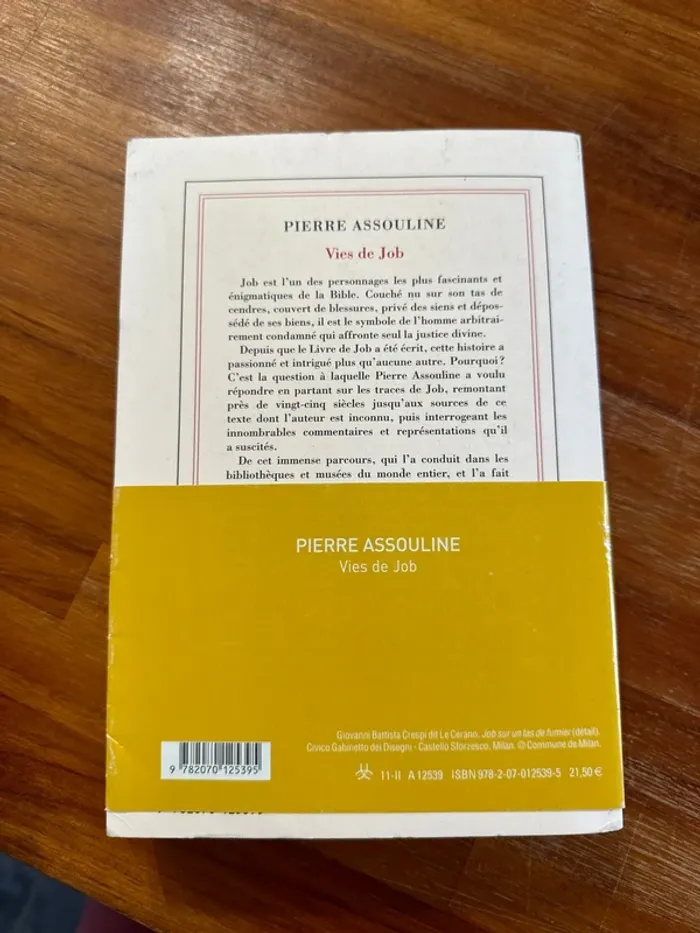 PIERRE ASSOULINE
Vies de Job
Job est l'un des personnages les plus fascinants et
énigmatiques de la Bible. Couché nu sur son tas de
cendres, couvert de blessures, privé des siens et dépos-
sédé de ses biens, il est le symbole de l'homme arbitrai-
rement condamné qui affronte seul la justice divine.
Depuis que le Livre de Job a été écrit, cette histoire a
passionné et intrigué plus qu'aucune autre. Pourquoi?
C'est la question à laquelle Pierre Assouline a voulu
répondre en partant sur les traces de Job, remontant
près de vingt-cinq siècles jusqu'aux sources de ce
texte dont l'auteur est inconnu, puis interrogeant les
innombrables commentaires et représentations qu'il
a suscités.
De cet immense parcours, qui l'a conduit dans les
bibliothèques et musées du monde entier, et l'a fait
PIERRE ASSOULINE
Vies de Job
Giovanni Battista Crespi dit Le Cerano, Job sur un tas de fumier (détail).
Civico Gabinetto dei Disegni - Castello Sforzesco, Milan. © Commune de Milan.
9 782070 125395
11-II A 12539 ISBN 978-2-07-012539-5 21,50 €